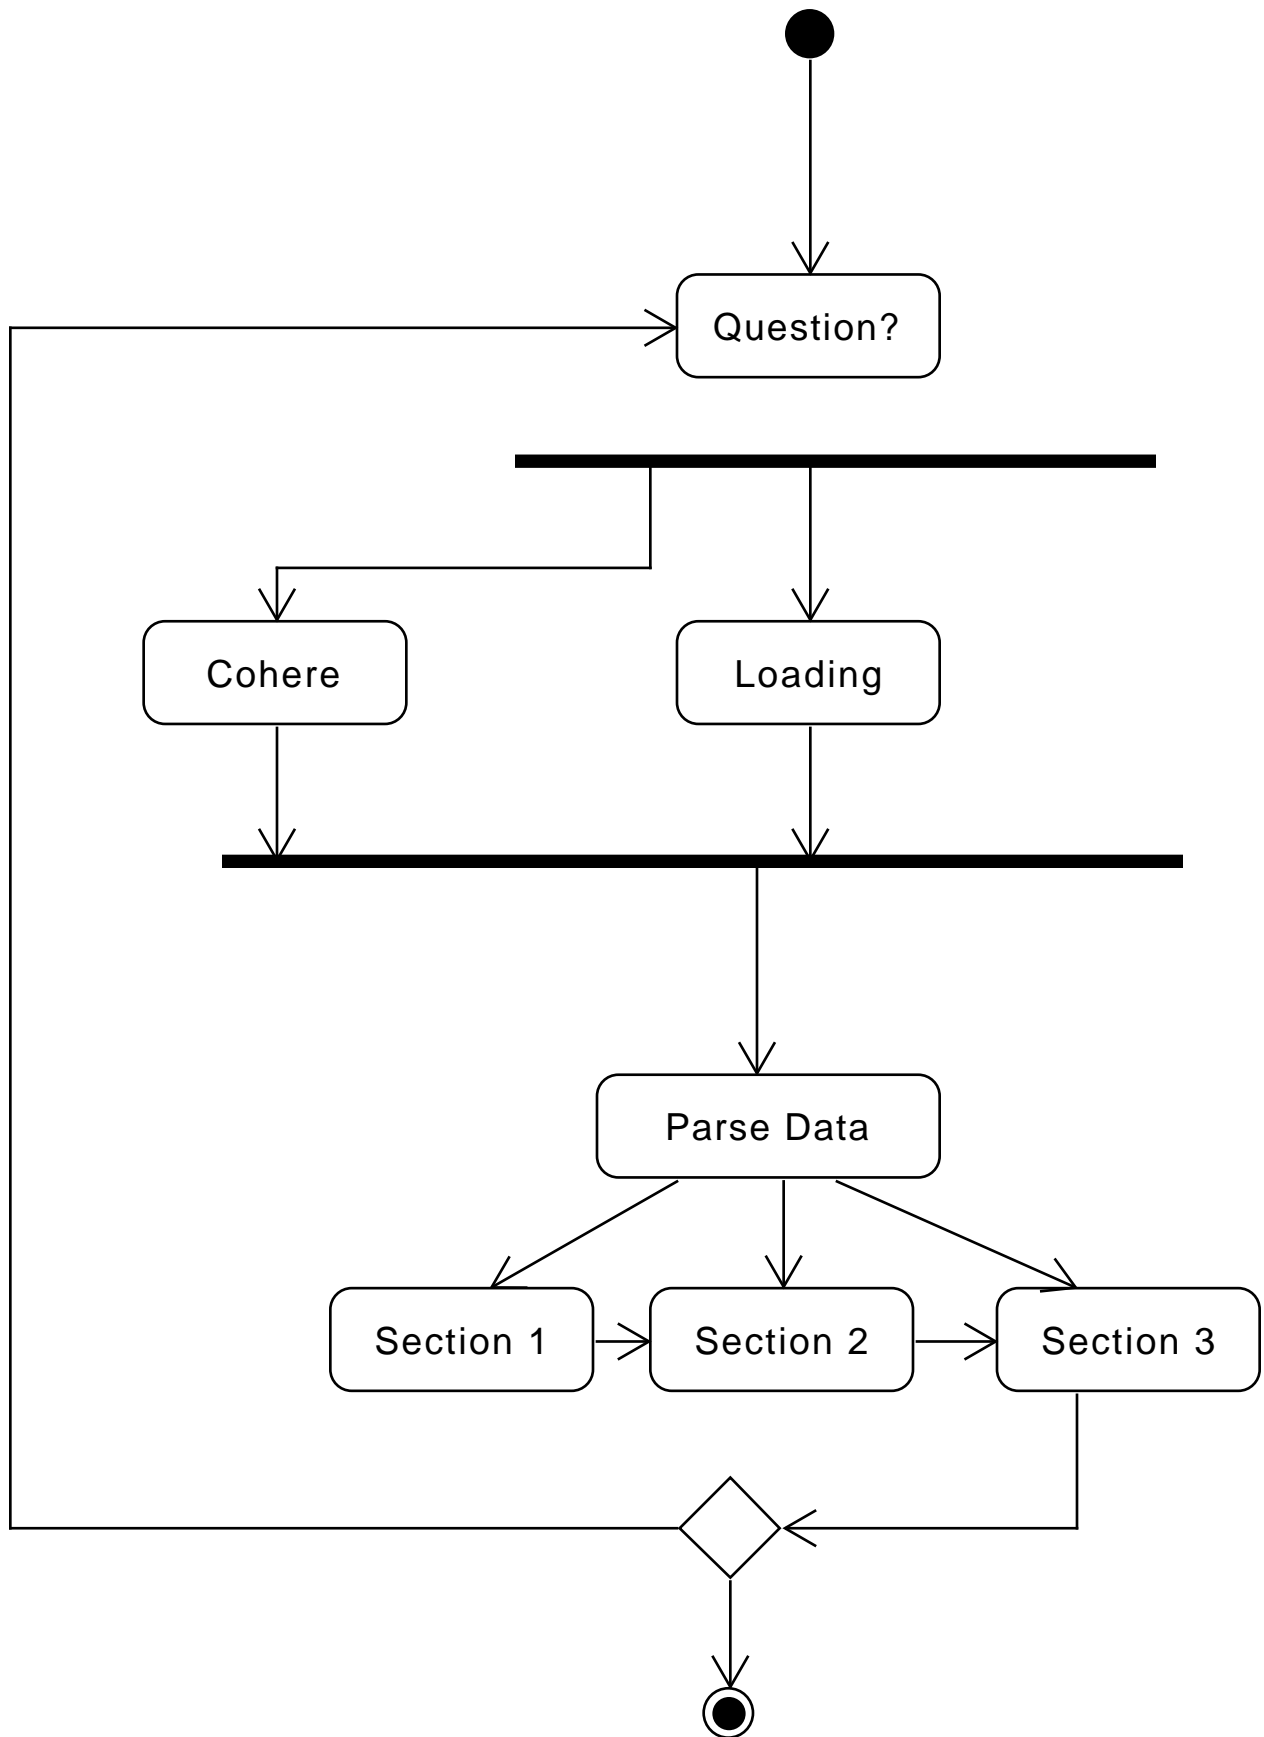 Question?
Cohere
Loading
Parse Data
Section 1
Section 2
Section 3